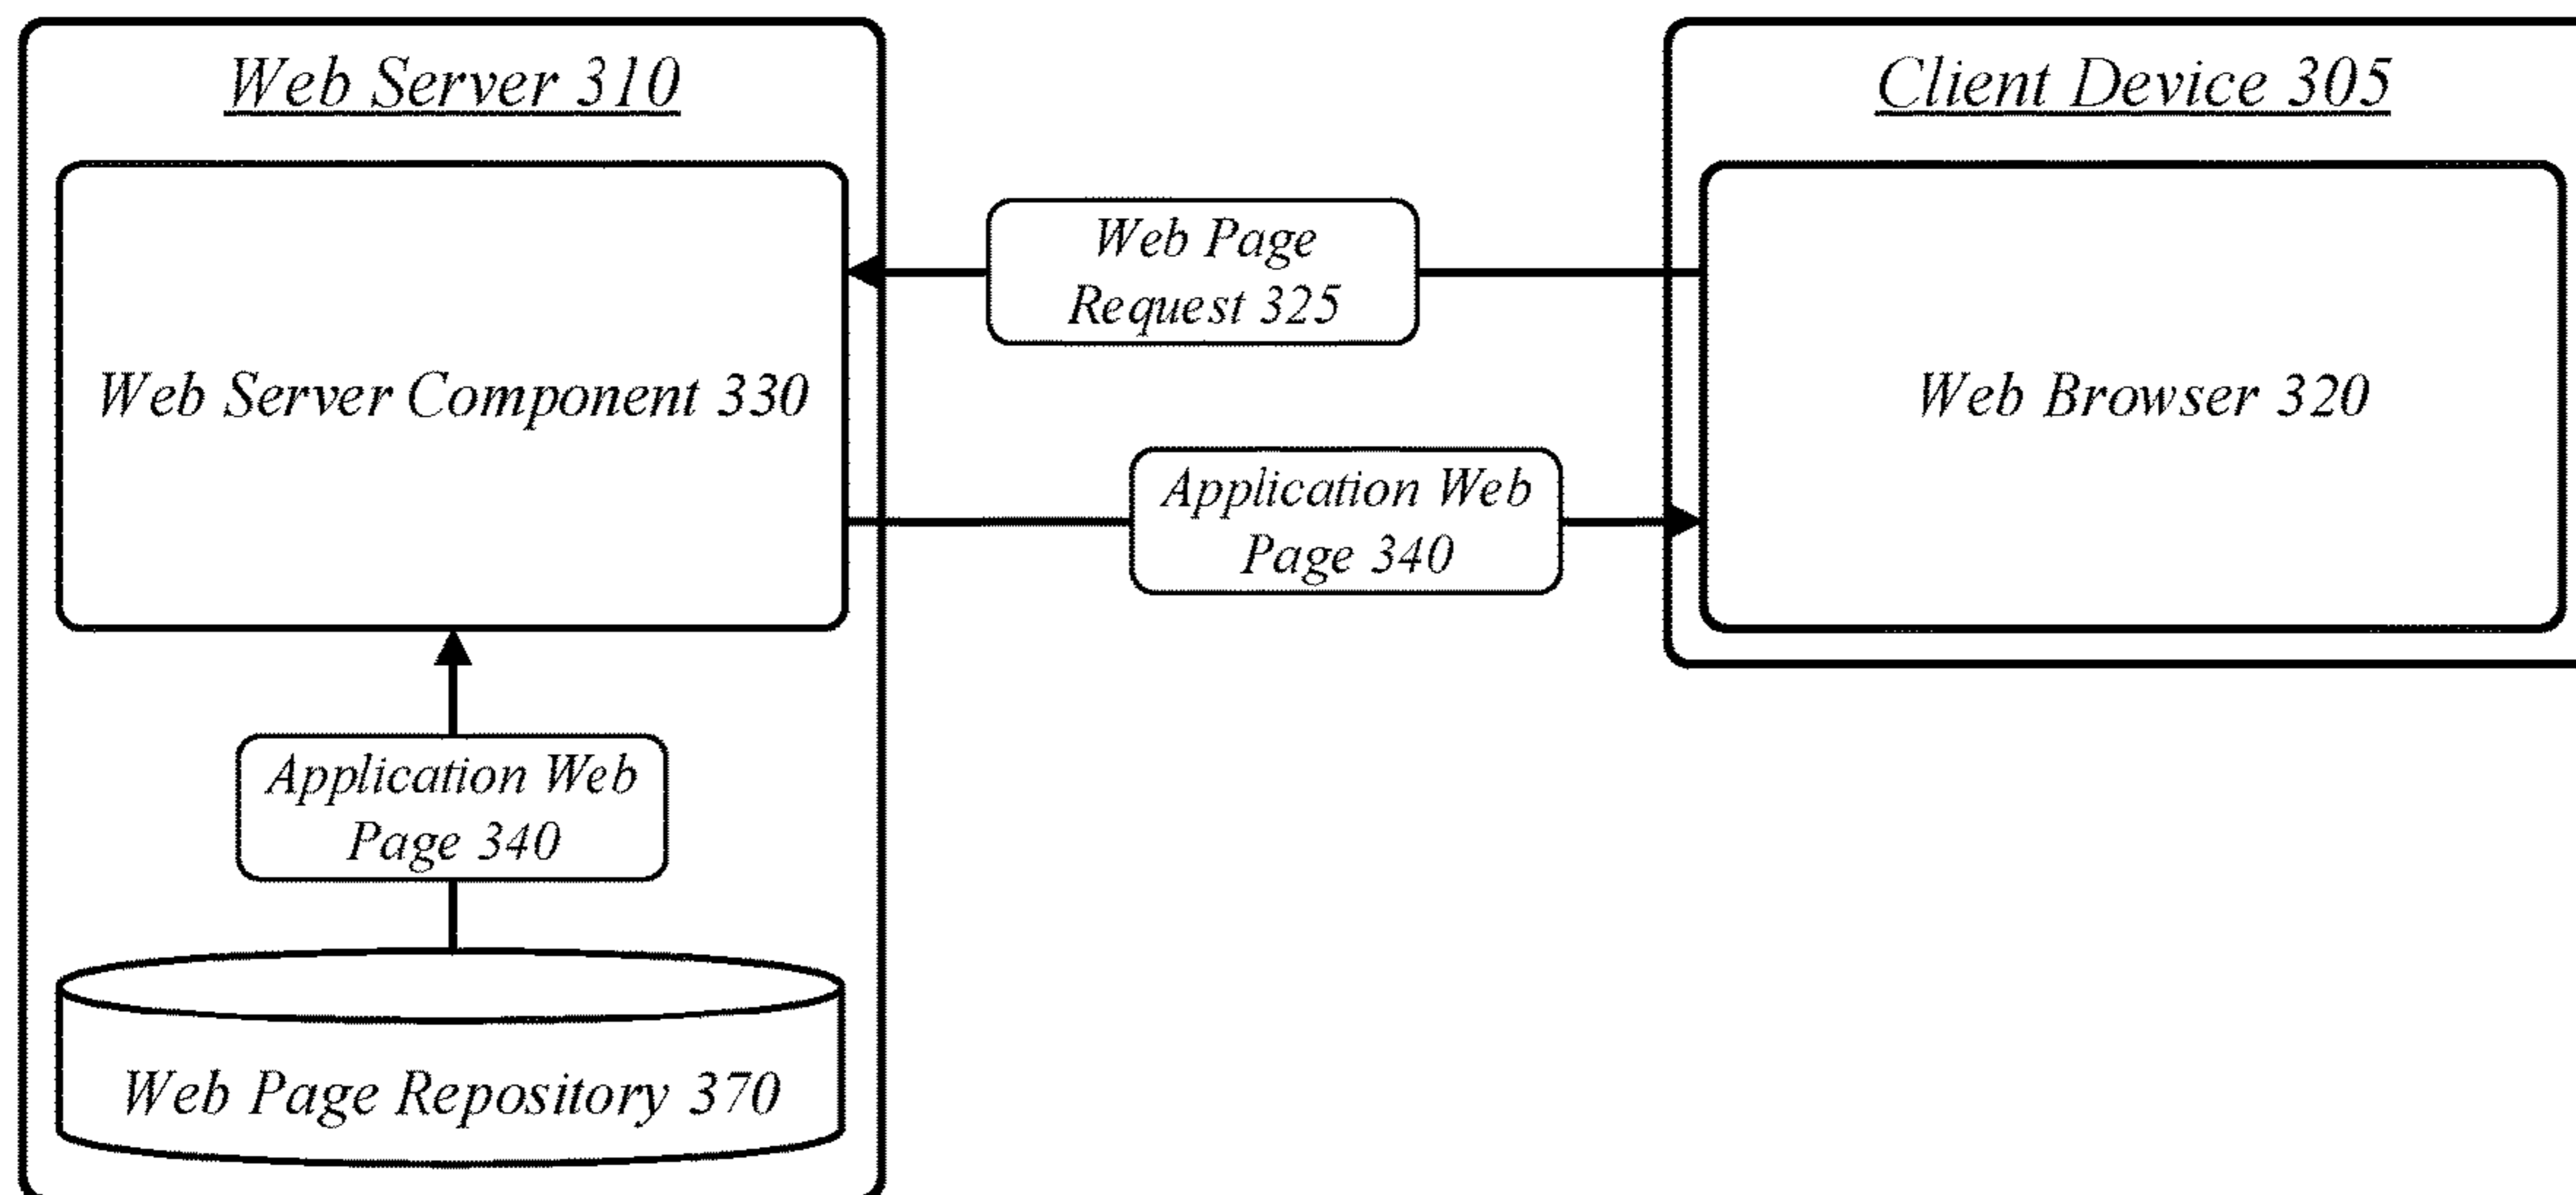 Web Server 310
Client Device 305
Web Page
Request 325
Web Server Component 330
Web Browser 320
Application Web
Page 340
Application Web
Page 340
Web Page Repository 370